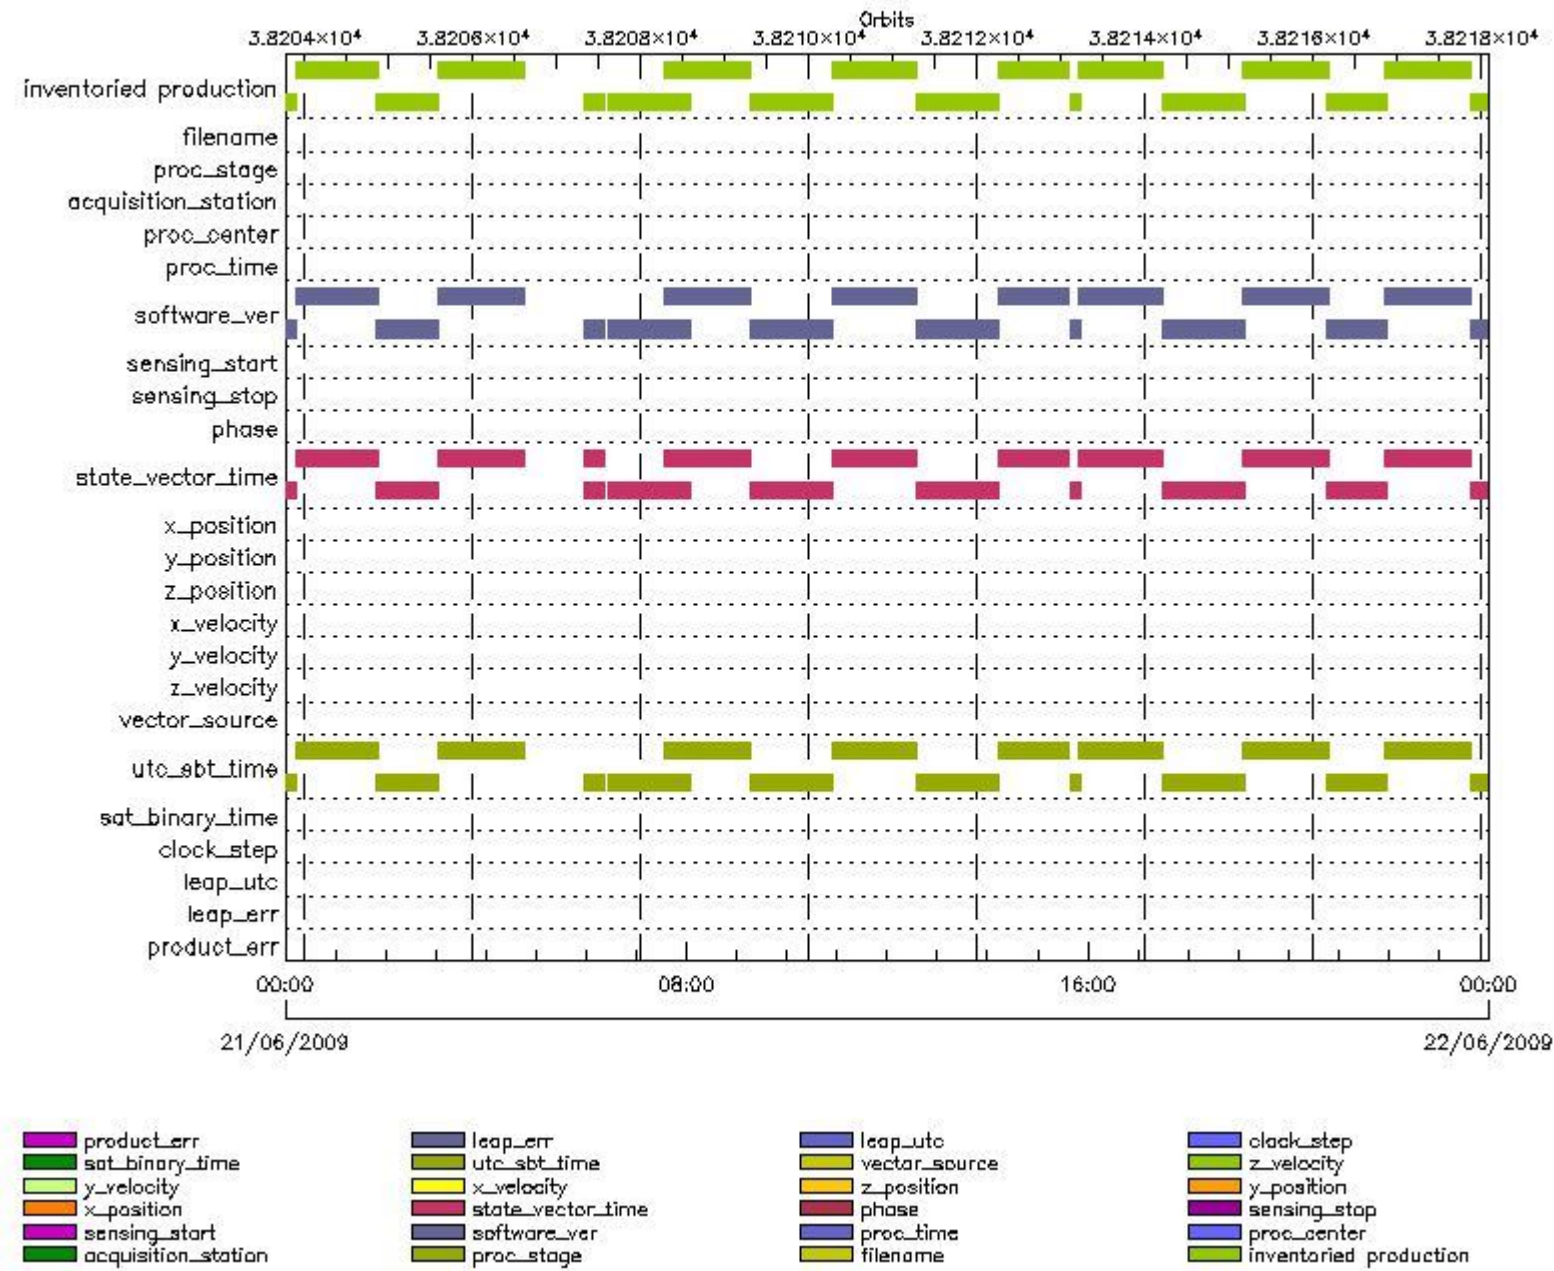 Orbits
3.8204×10⁴ 3.8206×10⁴ 3.8208×10⁴ 3.8210×10⁴ 3.8212×10⁴ 3.8214×10⁴ 3.8216×10⁴ 3.8218×10⁴
inventoried production
filename
proc_stage
acquisition_station
proc_center
proc_time
software_ver
sensing_start
sensing_stop
phase
state_vector_time
x_position
y_position
z_position
x_velocity
y_velocity
z_velocity
vector_source
utc_sbt_time
sat_binary_time
clock_step
leap_utc
leap_err
product_err
00:00 08:00 16:00 00:00
21/06/2009 22/06/2009
product_err leap_err leap_utc clock_step
sat_binary_time utc_sbt_time vector_source z_velocity
y_velocity x_velocity z_position y_position
x_position state_vector_time phase sensing_stop
sensing_start software_ver proc_time proc_center
acquisition_station proc_stage filename inventoried production